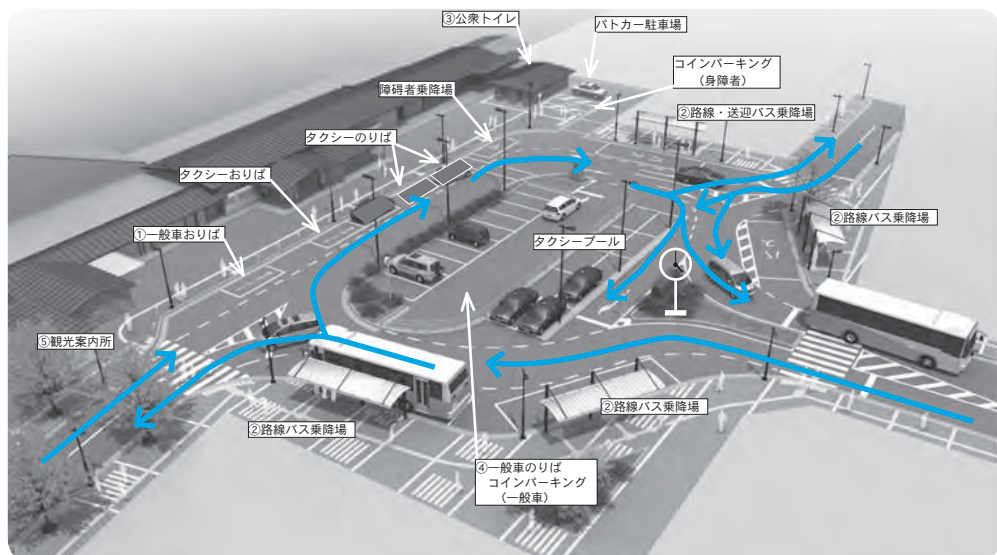 ③公衆トイレ
パトカー駐車場
コインパーキング
（身障者）
障碍者乗降場
②路線・送迎バス乗降場
タクシーのりば
タクシーおりば
②路線バス乗降場
①一般車おりば
タクシープール
⑤観光案内所
②路線バス乗降場
②路線バス乗降場
④一般車のりば
コインパーキング
（一般車）